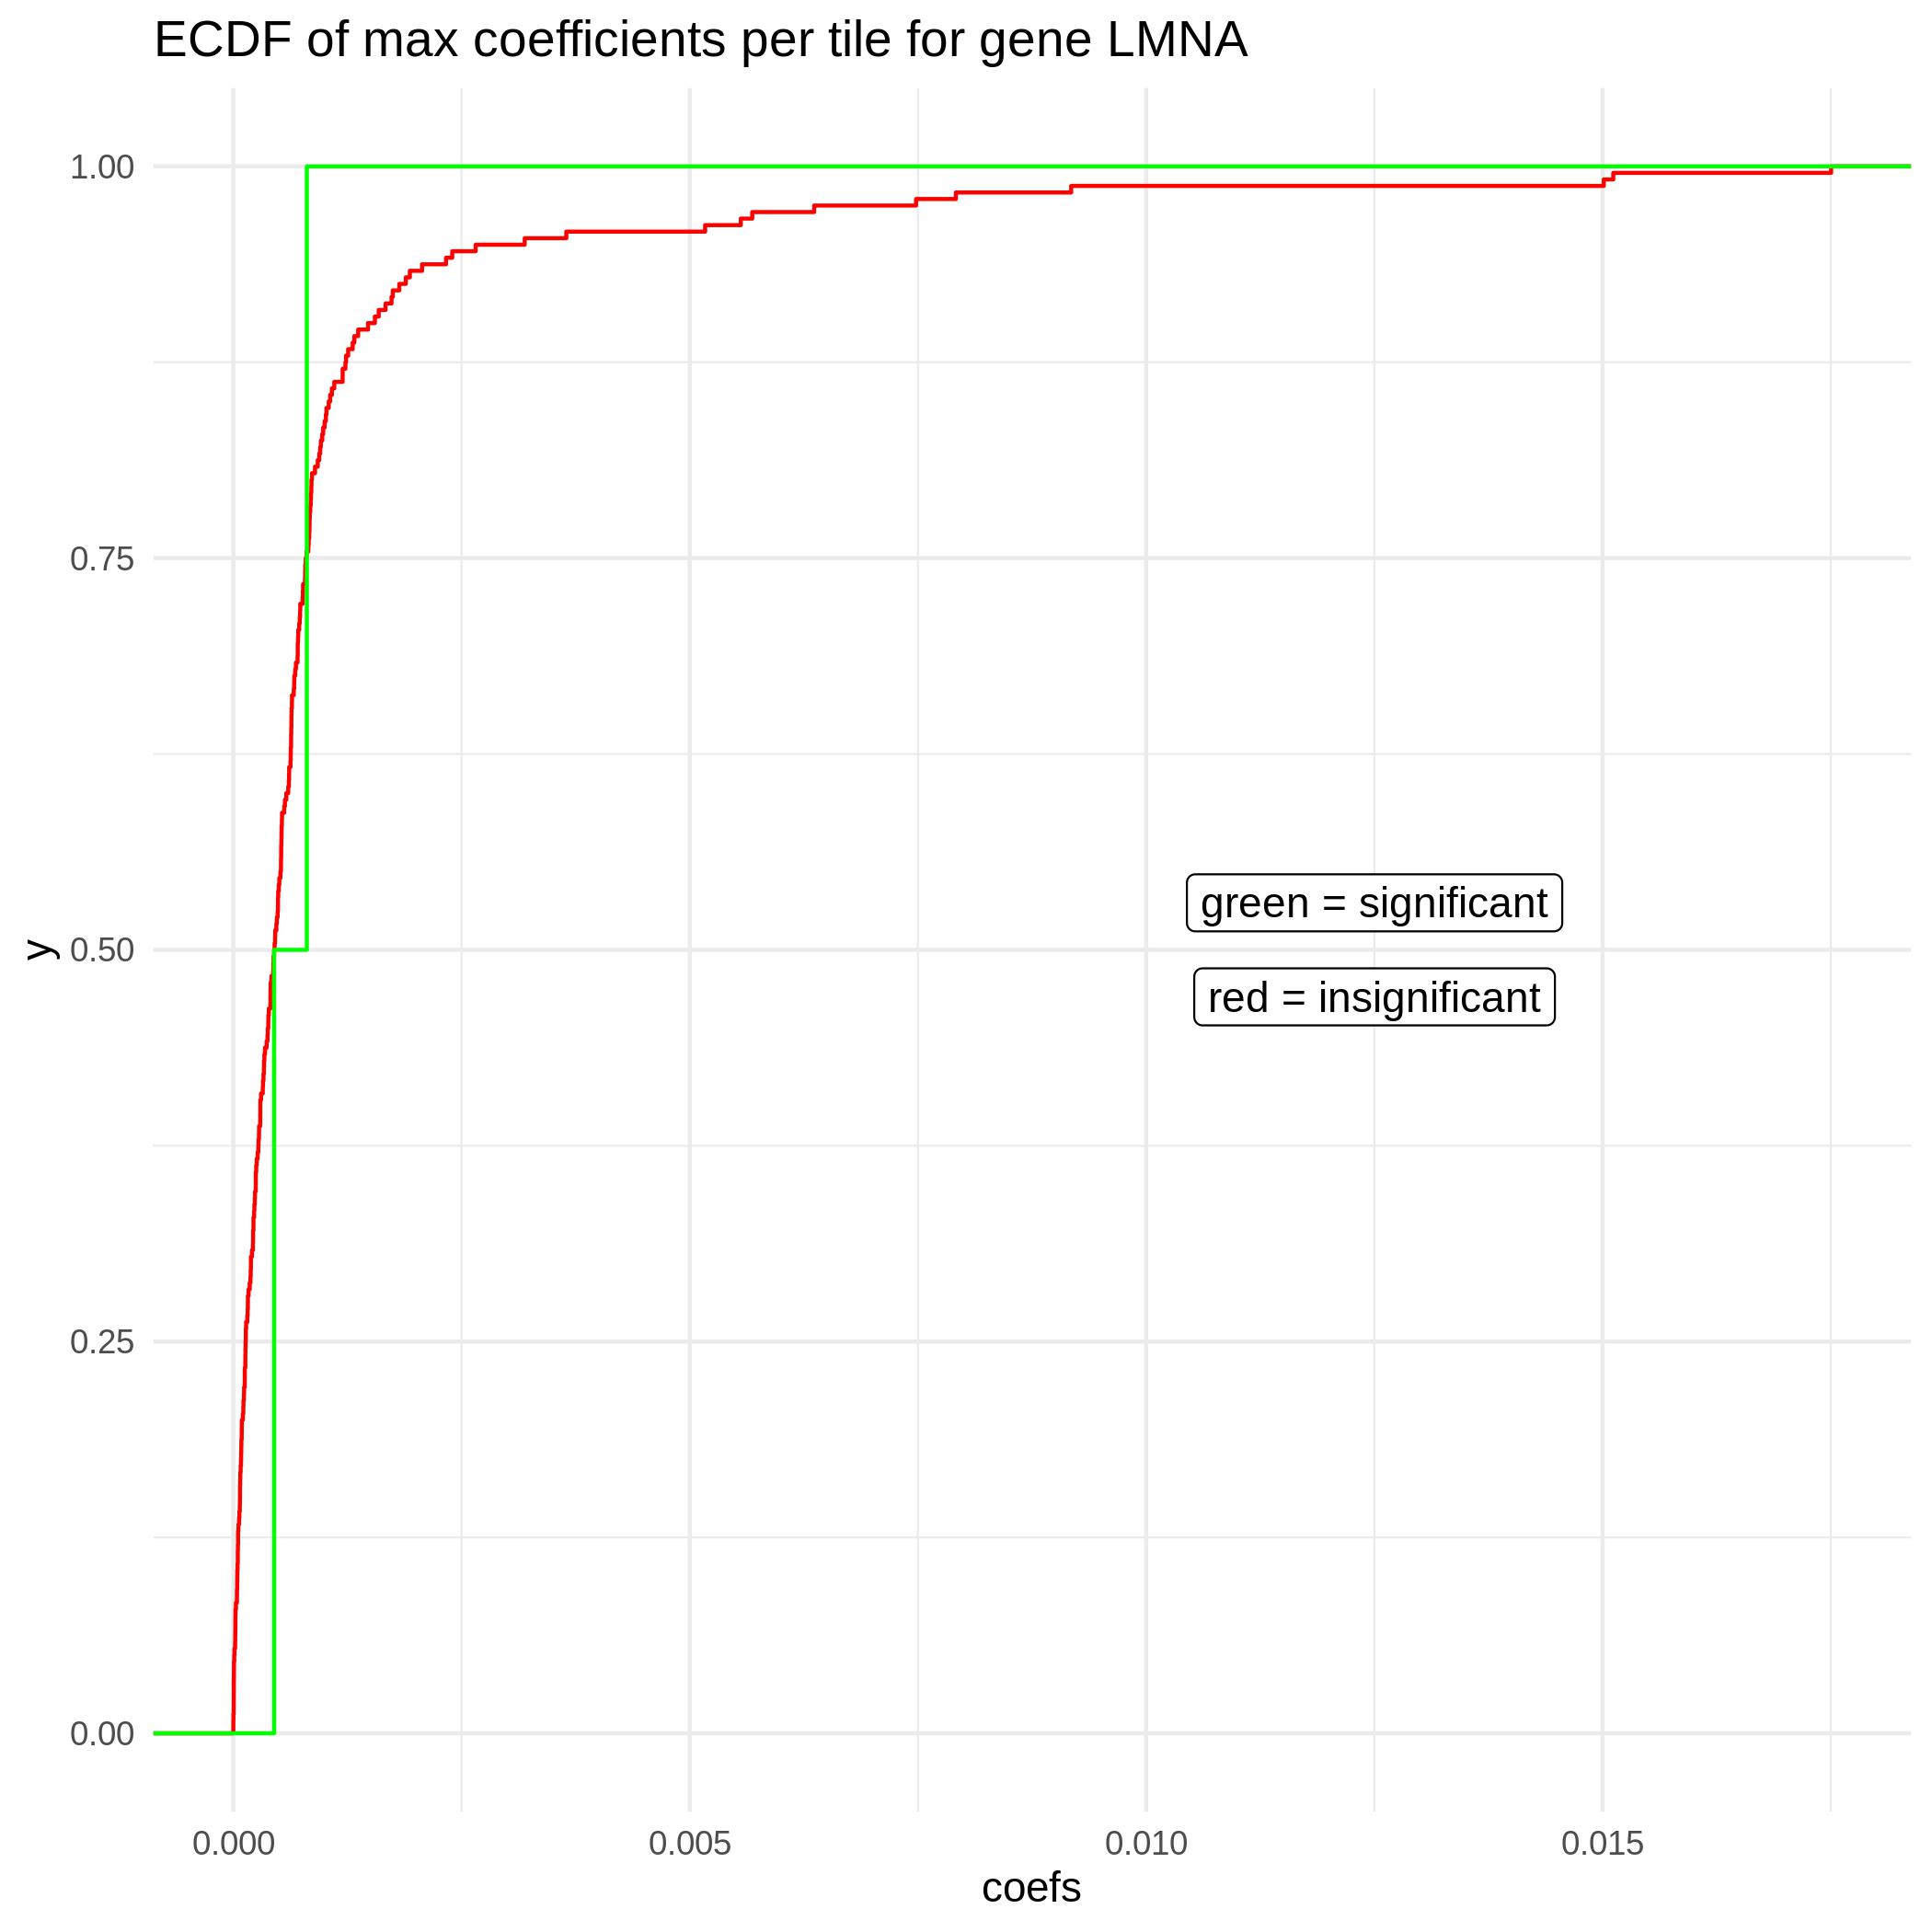 ECDF of max coefficients per tile for gene LMNA
1.00
0.75
0.50
0.25
0.00
y
green = significant
red = insignificant
0.000 0.005 0.010 0.015
coefs